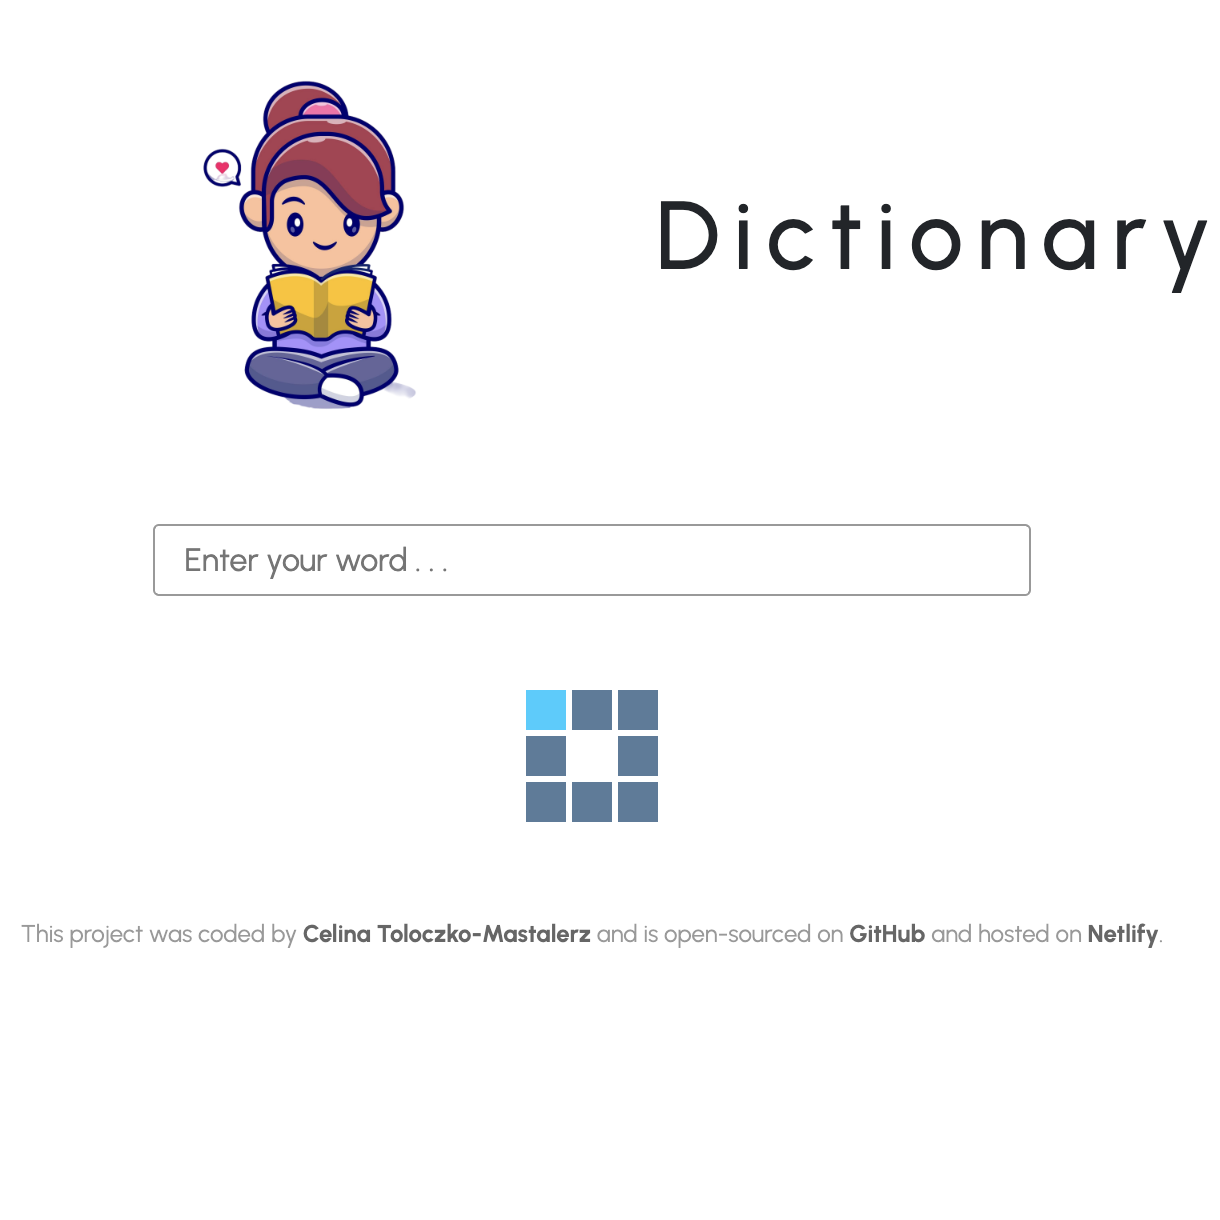 Dictionary
Enter your word . . .
This project was coded by Celina Toloczko-Mastalerz and is open-sourced on GitHub and hosted on Netlify.